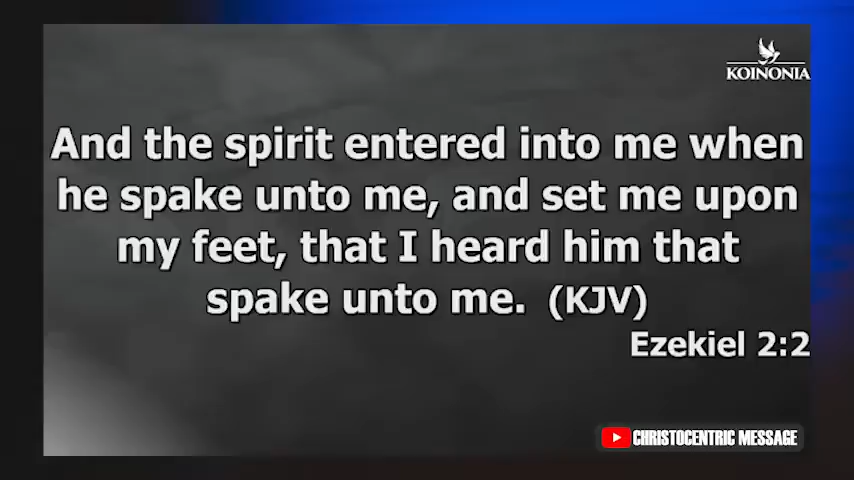 KOINONIA
And the spirit entered into me when
he spake unto me, and set me upon
my feet, that I heard him that
spake unto me. (KJV)
Ezekiel 2:2
CHRISTOCENTRIC MESSAGE